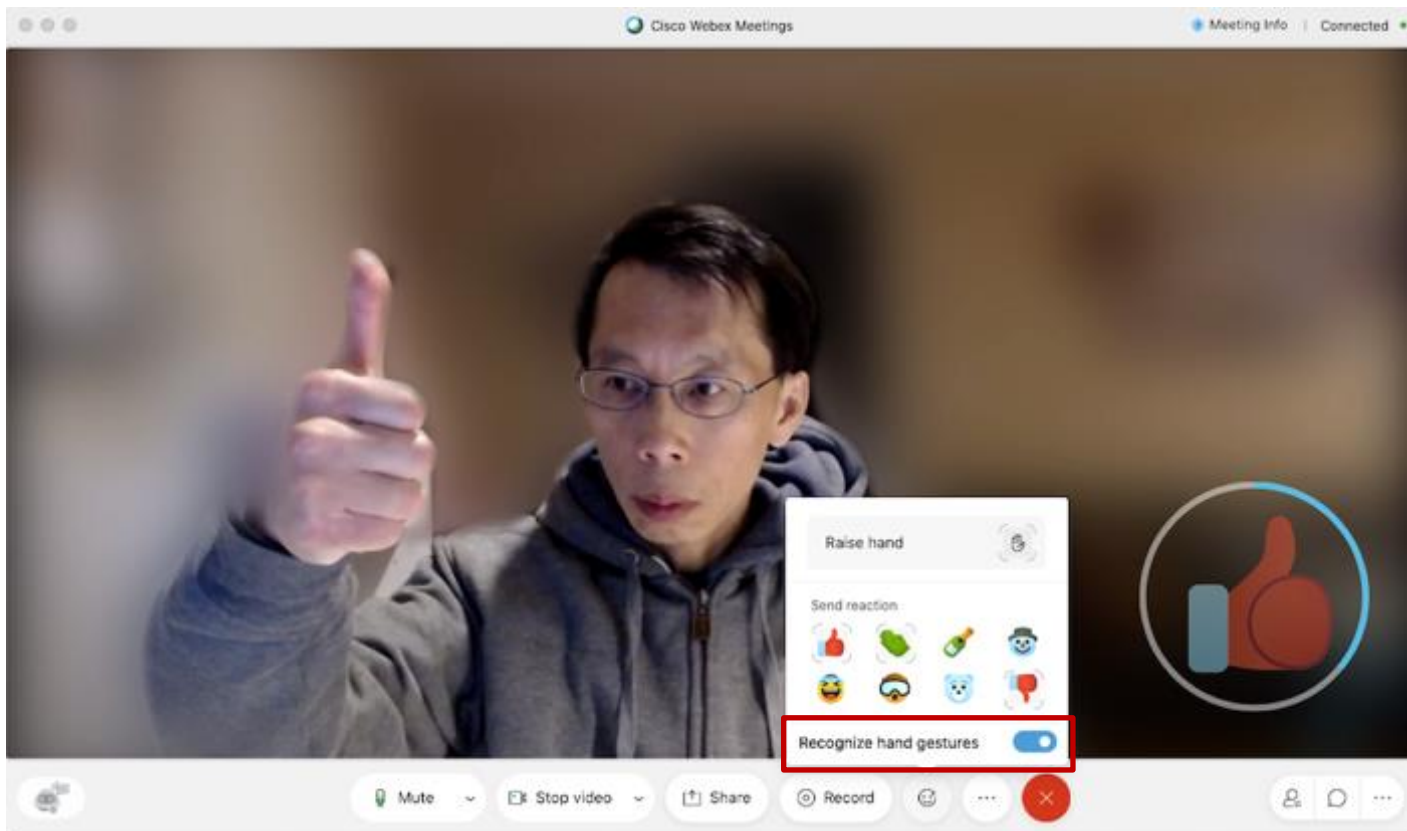 Cisco Webex Meetings
Meeting Info | Connected
Raise hand
Send reaction
Recognize hand gestures
Mute
Stop video
Share
Record